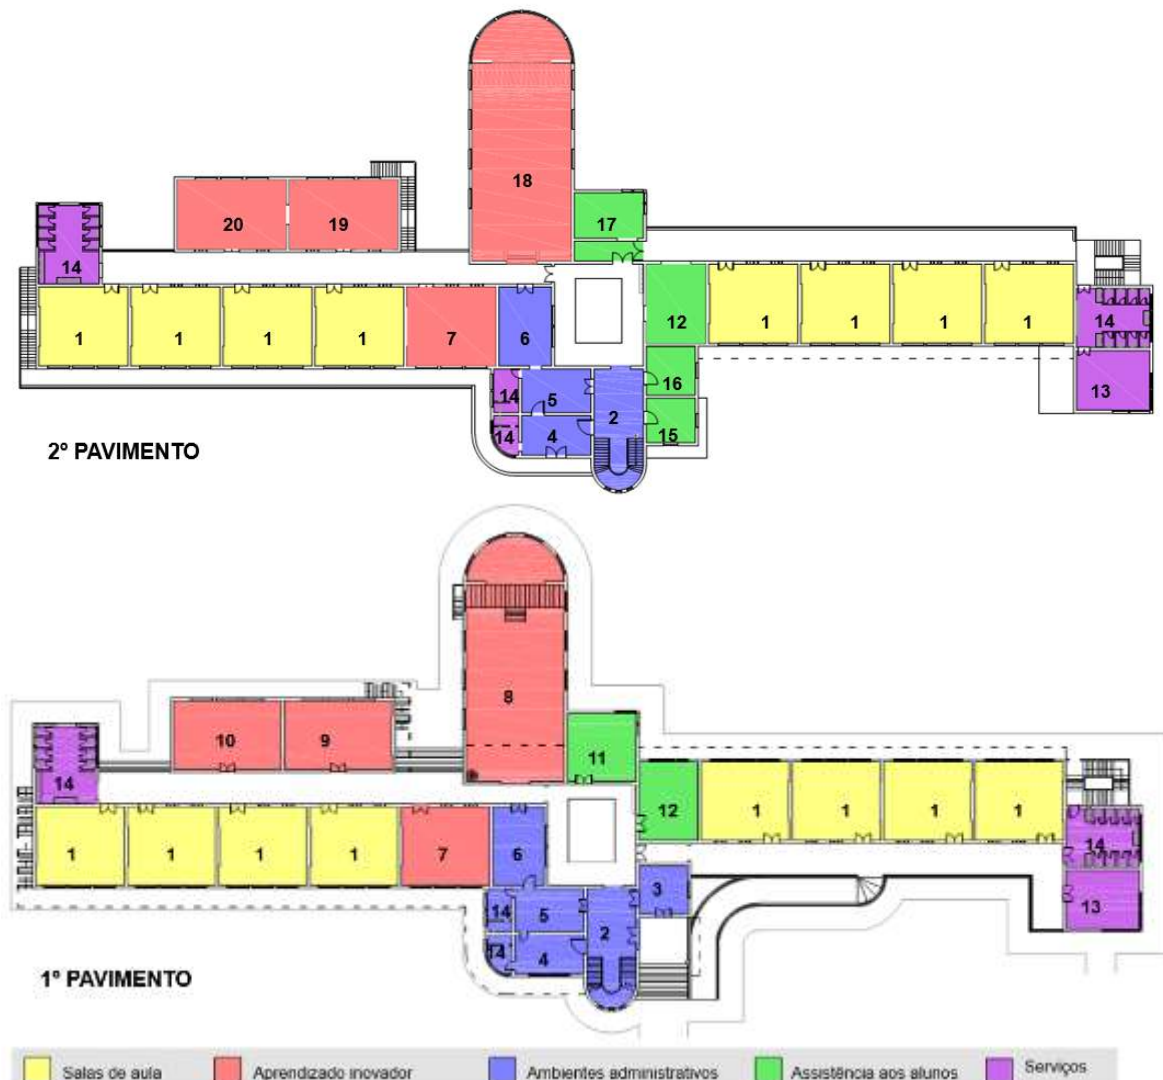 18
20 19
17
14
1 1 1 1 7 6
12 1 1 1 1
14
14 5 2 16 13
14 4 15
2º PAVIMENTO
8
10 9
11
14
1 1 1 1 7 6
12 1 1 1 1
14
3
14 5 2 13
14 4
1º PAVIMENTO
Salas de aula Aprendizado inovador Ambientes administrativos Assistência aos alunos Serviços